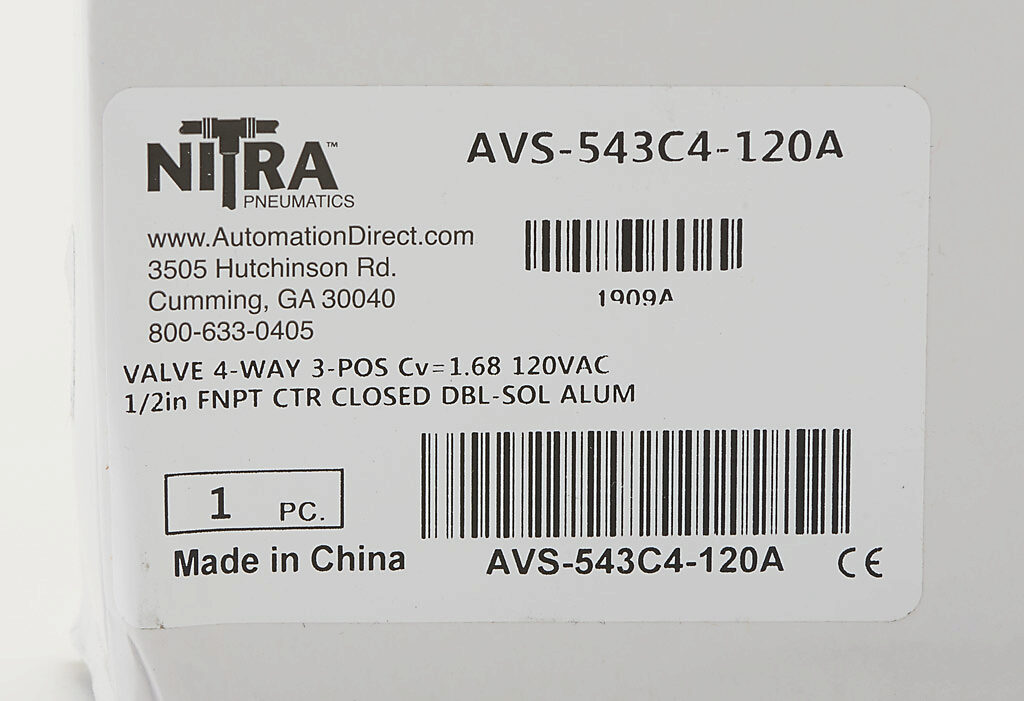 NITRA™
PNEUMATICS
AVS-543C4-120A
www.AutomationDirect.com
3505 Hutchinson Rd.
Cumming, GA 30040
800-633-0405
1909A
VALVE 4-WAY 3-POS Cv=1.68 120VAC
1/2in FNPT CTR CLOSED DBL-SOL ALUM
1 PC.
Made in China
AVS-543C4-120A
CE